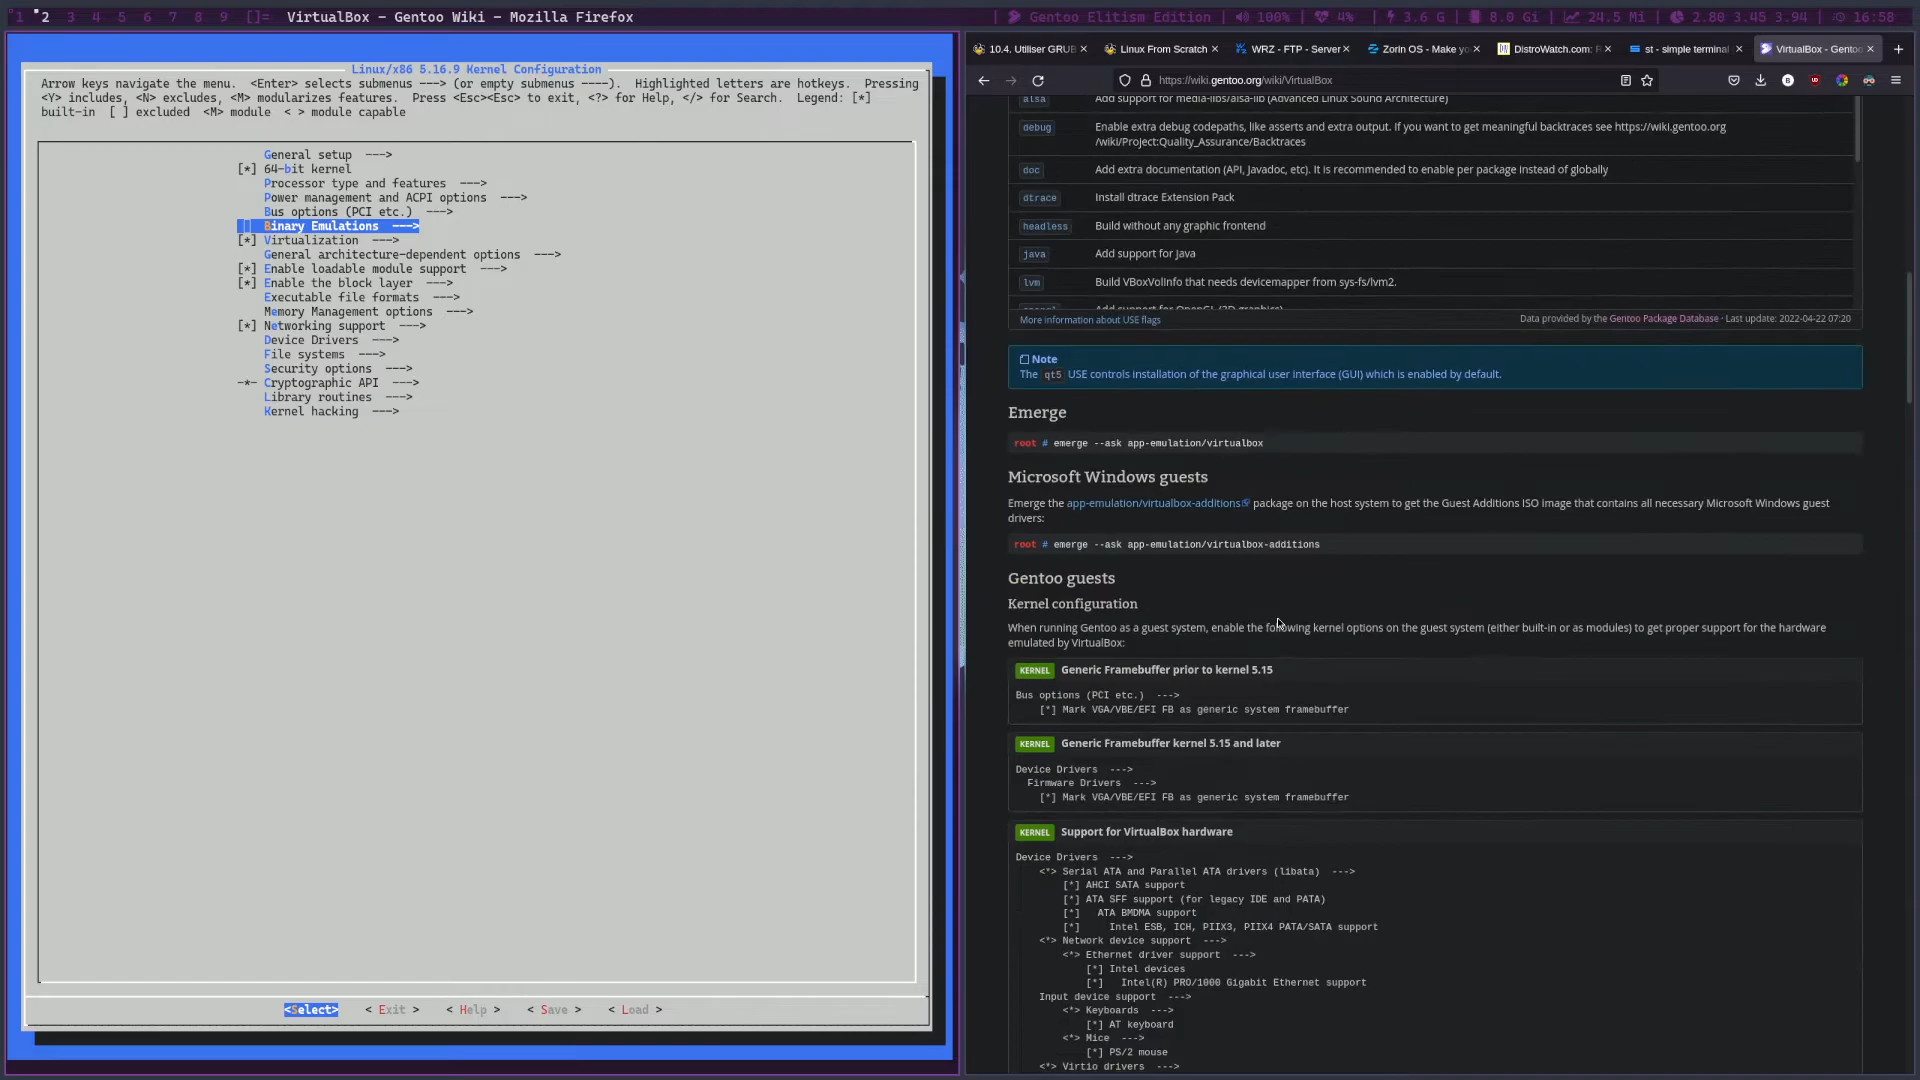 1 2 3 4 5 6 7 8 9 []= VirtualBox – Gentoo Wiki – Mozilla Firefox | Gentoo Elitism Edition | 100% | 4% | 3.6 G | 8.0 Gi | 24.5 Mi | 2.80 3.45 3.94 | 16:58
Linux/x86 5.16.9 Kernel Configuration
Arrow keys navigate the menu. <Enter> selects submenus ---> (or empty submenus ----). Highlighted letters are hotkeys. Pressing
<Y> includes, <N> excludes, <M> modularizes features. Press <Esc><Esc> to exit, <?> for Help, </> for Search. Legend: [*]
built-in [ ] excluded <M> module < > module capable
General setup --->
[*] 64-bit kernel
Processor type and features --->
Power management and ACPI options --->
Bus options (PCI etc.) --->
Binary Emulations --->
[*] Virtualization --->
General architecture-dependent options --->
[*] Enable loadable module support --->
[*] Enable the block layer --->
Executable file formats --->
Memory Management options --->
[*] Networking support --->
Device Drivers --->
File systems --->
Security options --->
-*- Cryptographic API --->
Library routines --->
Kernel hacking --->
<Select> < Exit > < Help > < Save > < Load >
10.4. Utiliser GRUB
Linux From Scratch
WRZ - FTP - Server
Zorin OS - Make yo
DistroWatch.com:
st - simple terminal
VirtualBox - Gentoo
https://wiki.gentoo.org/wiki/VirtualBox
alsa Add support for media-libs/alsa-lib (Advanced Linux Sound Architecture)
debug Enable extra debug codepaths, like asserts and extra output. If you want to get meaningful backtraces see https://wiki.gentoo.org
/wiki/Project:Quality_Assurance/Backtraces
doc Add extra documentation (API, Javadoc, etc). It is recommended to enable per package instead of globally
dtrace Install dtrace Extension Pack
headless Build without any graphic frontend
java Add support for Java
lvm Build VBoxVolInfo that needs devicemapper from sys-fs/lvm2.
Add support for OpenGL (3D graphics)
More information about USE flags
Data provided by the Gentoo Package Database · Last update: 2022-04-22 07:20
Note
The qt5 USE controls installation of the graphical user interface (GUI) which is enabled by default.
Emerge
root # emerge --ask app-emulation/virtualbox
Microsoft Windows guests
Emerge the app-emulation/virtualbox-additions package on the host system to get the Guest Additions ISO image that contains all necessary Microsoft Windows guest
drivers:
root # emerge --ask app-emulation/virtualbox-additions
Gentoo guests
Kernel configuration
When running Gentoo as a guest system, enable the following kernel options on the guest system (either built-in or as modules) to get proper support for the hardware
emulated by VirtualBox:
KERNEL Generic Framebuffer prior to kernel 5.15
Bus options (PCI etc.) --->
[*] Mark VGA/VBE/EFI FB as generic system framebuffer
KERNEL Generic Framebuffer kernel 5.15 and later
Device Drivers --->
Firmware Drivers --->
[*] Mark VGA/VBE/EFI FB as generic system framebuffer
KERNEL Support for VirtualBox hardware
Device Drivers --->
<*> Serial ATA and Parallel ATA drivers (libata) --->
[*] AHCI SATA support
[*] ATA SFF support (for legacy IDE and PATA)
[*] ATA BMDMA support
[*] Intel ESB, ICH, PIIX3, PIIX4 PATA/SATA support
<*> Network device support --->
<*> Ethernet driver support --->
[*] Intel devices
[*] Intel(R) PRO/1000 Gigabit Ethernet support
Input device support --->
<*> Keyboards --->
[*] AT keyboard
<*> Mice --->
[*] PS/2 mouse
<*> Virtio drivers --->